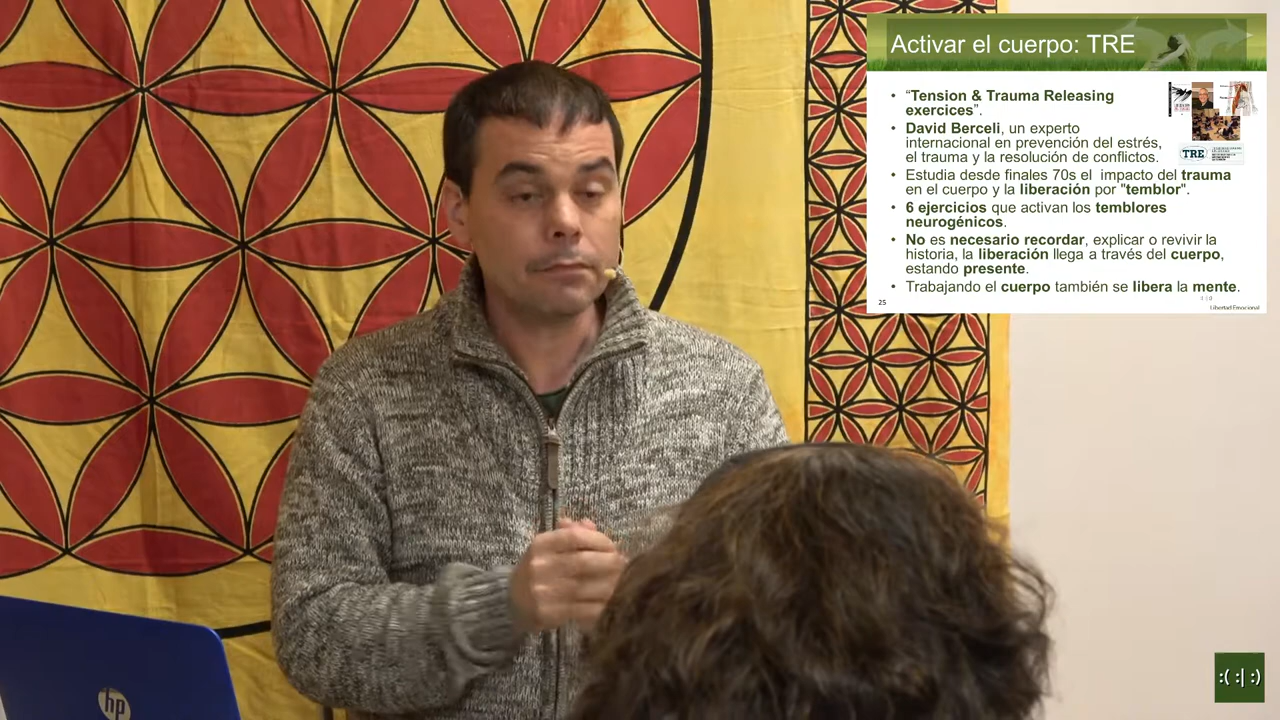 Activar el cuerpo: TRE
• “Tension & Trauma Releasing
exercices”.
• David Berceli, un experto
internacional en prevención del estrés,
el trauma y la resolución de conflictos.
• Estudia desde finales 70s el impacto del trauma
en el cuerpo y la liberación por "temblor".
• 6 ejercicios que activan los temblores
neurogénicos.
• No es necesario recordar, explicar o revivir la
historia, la liberación llega a través del cuerpo,
estando presente.
• Trabajando el cuerpo también se libera la mente.
TRE
25
Libertad Emocional
:( :| :)
hp